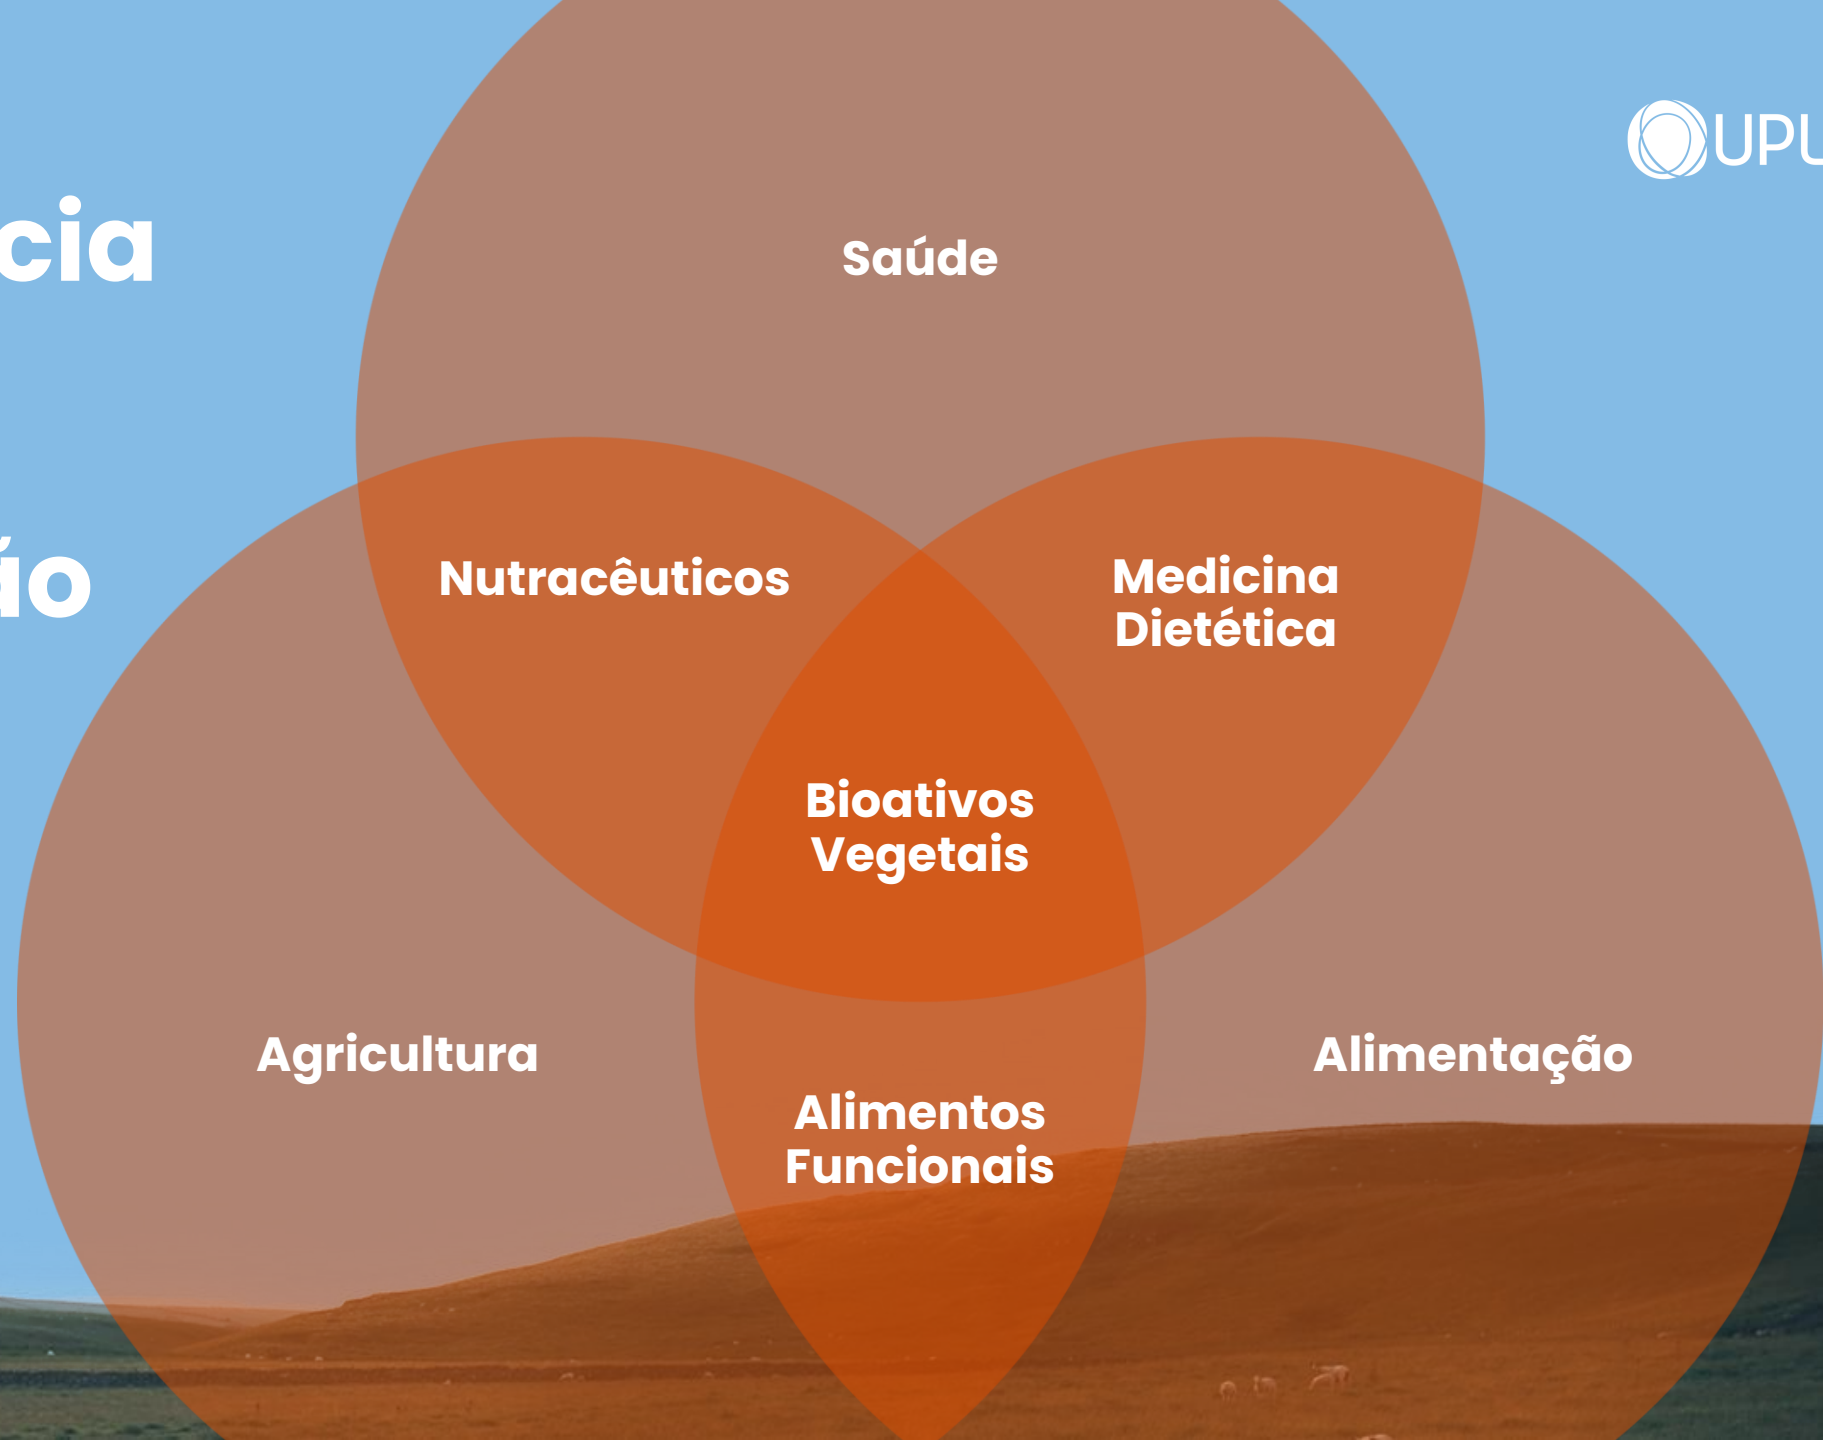 UPL
cia
Saúde
ão
Nutracêuticos
Medicina
Dietética
Bioativos
Vegetais
Agricultura
Alimentação
Alimentos
Funcionais